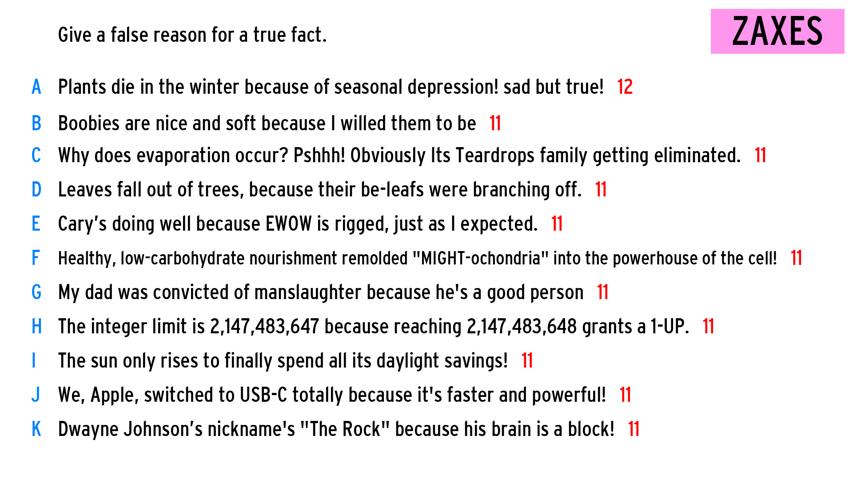 Give a false reason for a true fact.
ZAXES
A Plants die in the winter because of seasonal depression! sad but true! 12
B Boobies are nice and soft because I willed them to be 11
C Why does evaporation occur? Pshhh! Obviously Its Teardrops family getting eliminated. 11
D Leaves fall out of trees, because their be-leafs were branching off. 11
E Cary's doing well because EWOW is rigged, just as I expected. 11
F Healthy, low-carbohydrate nourishment remolded "MIGHT-ochondria" into the powerhouse of the cell! 11
G My dad was convicted of manslaughter because he's a good person 11
H The integer limit is 2,147,483,647 because reaching 2,147,483,648 grants a 1-UP. 11
I The sun only rises to finally spend all its daylight savings! 11
J We, Apple, switched to USB-C totally because it's faster and powerful! 11
K Dwayne Johnson's nickname's "The Rock" because his brain is a block! 11